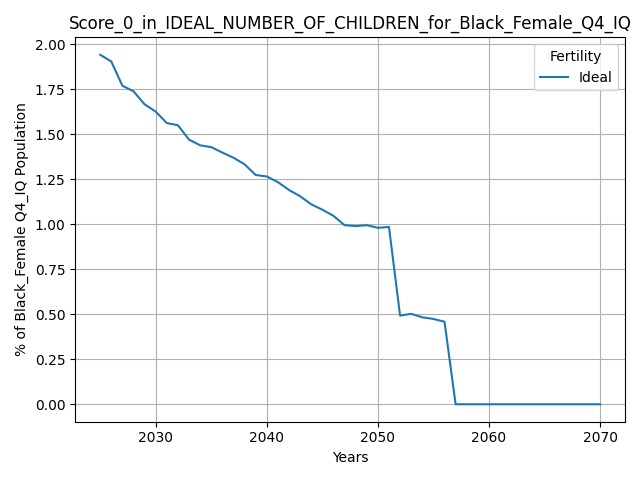 Score_0_in_IDEAL_NUMBER_OF_CHILDREN_for_Black_Female_Q4_IQ
Fertility
Ideal
2.00
1.75
1.50
1.25
1.00
0.75
0.50
0.25
0.00
% of Black_Female Q4_IQ Population
2030 2040 2050 2060 2070
Years